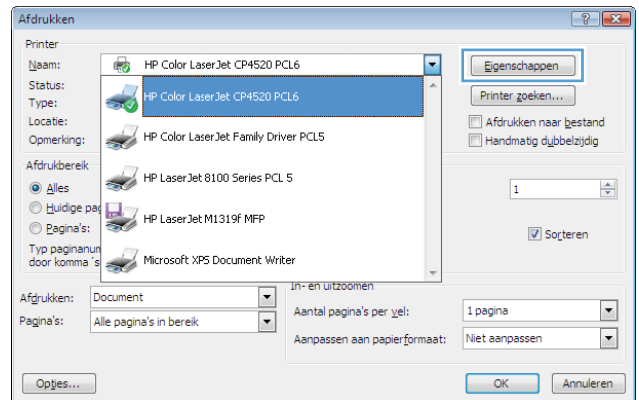 Afdrukken
Printer
Naam: HP Color LaserJet CP4520 PCL6 Eigenschappen
Status:
HP Color LaserJet CP4520 PCL6 Printer zoeken...
Type:
Locatie: Afdrukken naar bestand
Opmerking: HP Color LaserJet Family Driver PCL5 Handmatig dubbelzijdig
Afdrukbereik
HP LaserJet 8100 Series PCL 5
Alles 1
Huidige pag
HP LaserJet M1319f MFP
Pagina's: Sorteren
Typ paginanun
door komma 's Microsoft XPS Document Writer
In- en uitzoomen
Afdrukken: Document
Aantal pagina's per vel: 1 pagina
Pagina's: Alle pagina's in bereik
Aanpassen aan papierformaat: Niet aanpassen
Opties... OK Annuleren